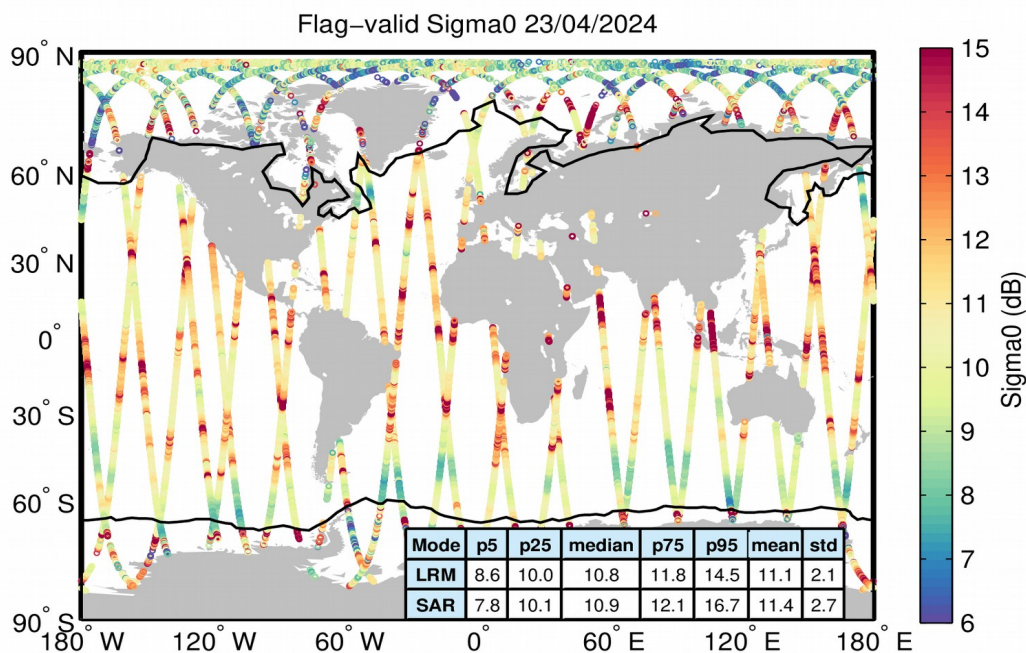 Flag−valid Sigma0 23/04/2024
90° N
60° N
30° N
0°
30° S
60° S
90° S
180° W
120° W
60° W
0°
60° E
120° E
180° E
15
14
13
12
11
10
9
8
7
6
Sigma0 (dB)
Mode p5 p25 median p75 p95 mean std
LRM 8.6 10.0 10.8 11.8 14.5 11.1 2.1
SAR 7.8 10.1 10.9 12.1 16.7 11.4 2.7